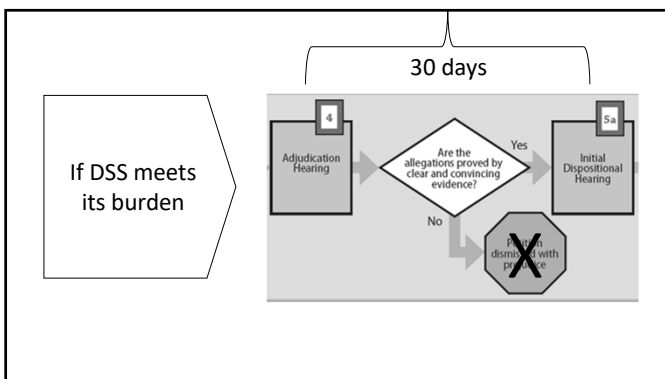 30 days
If DSS meets
its burden
4
Adjudication
Hearing
Are the
allegations proved by
clear and convincing
evidence?
Yes
No
5a
Initial
Dispositional
Hearing
Petition
dismissed with
prejudice
X